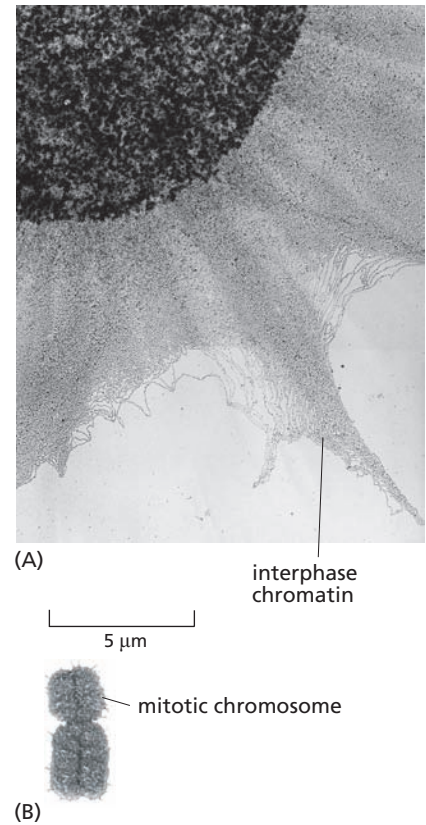 (A)
interphase
chromatin
5 μm
mitotic chromosome
(B)